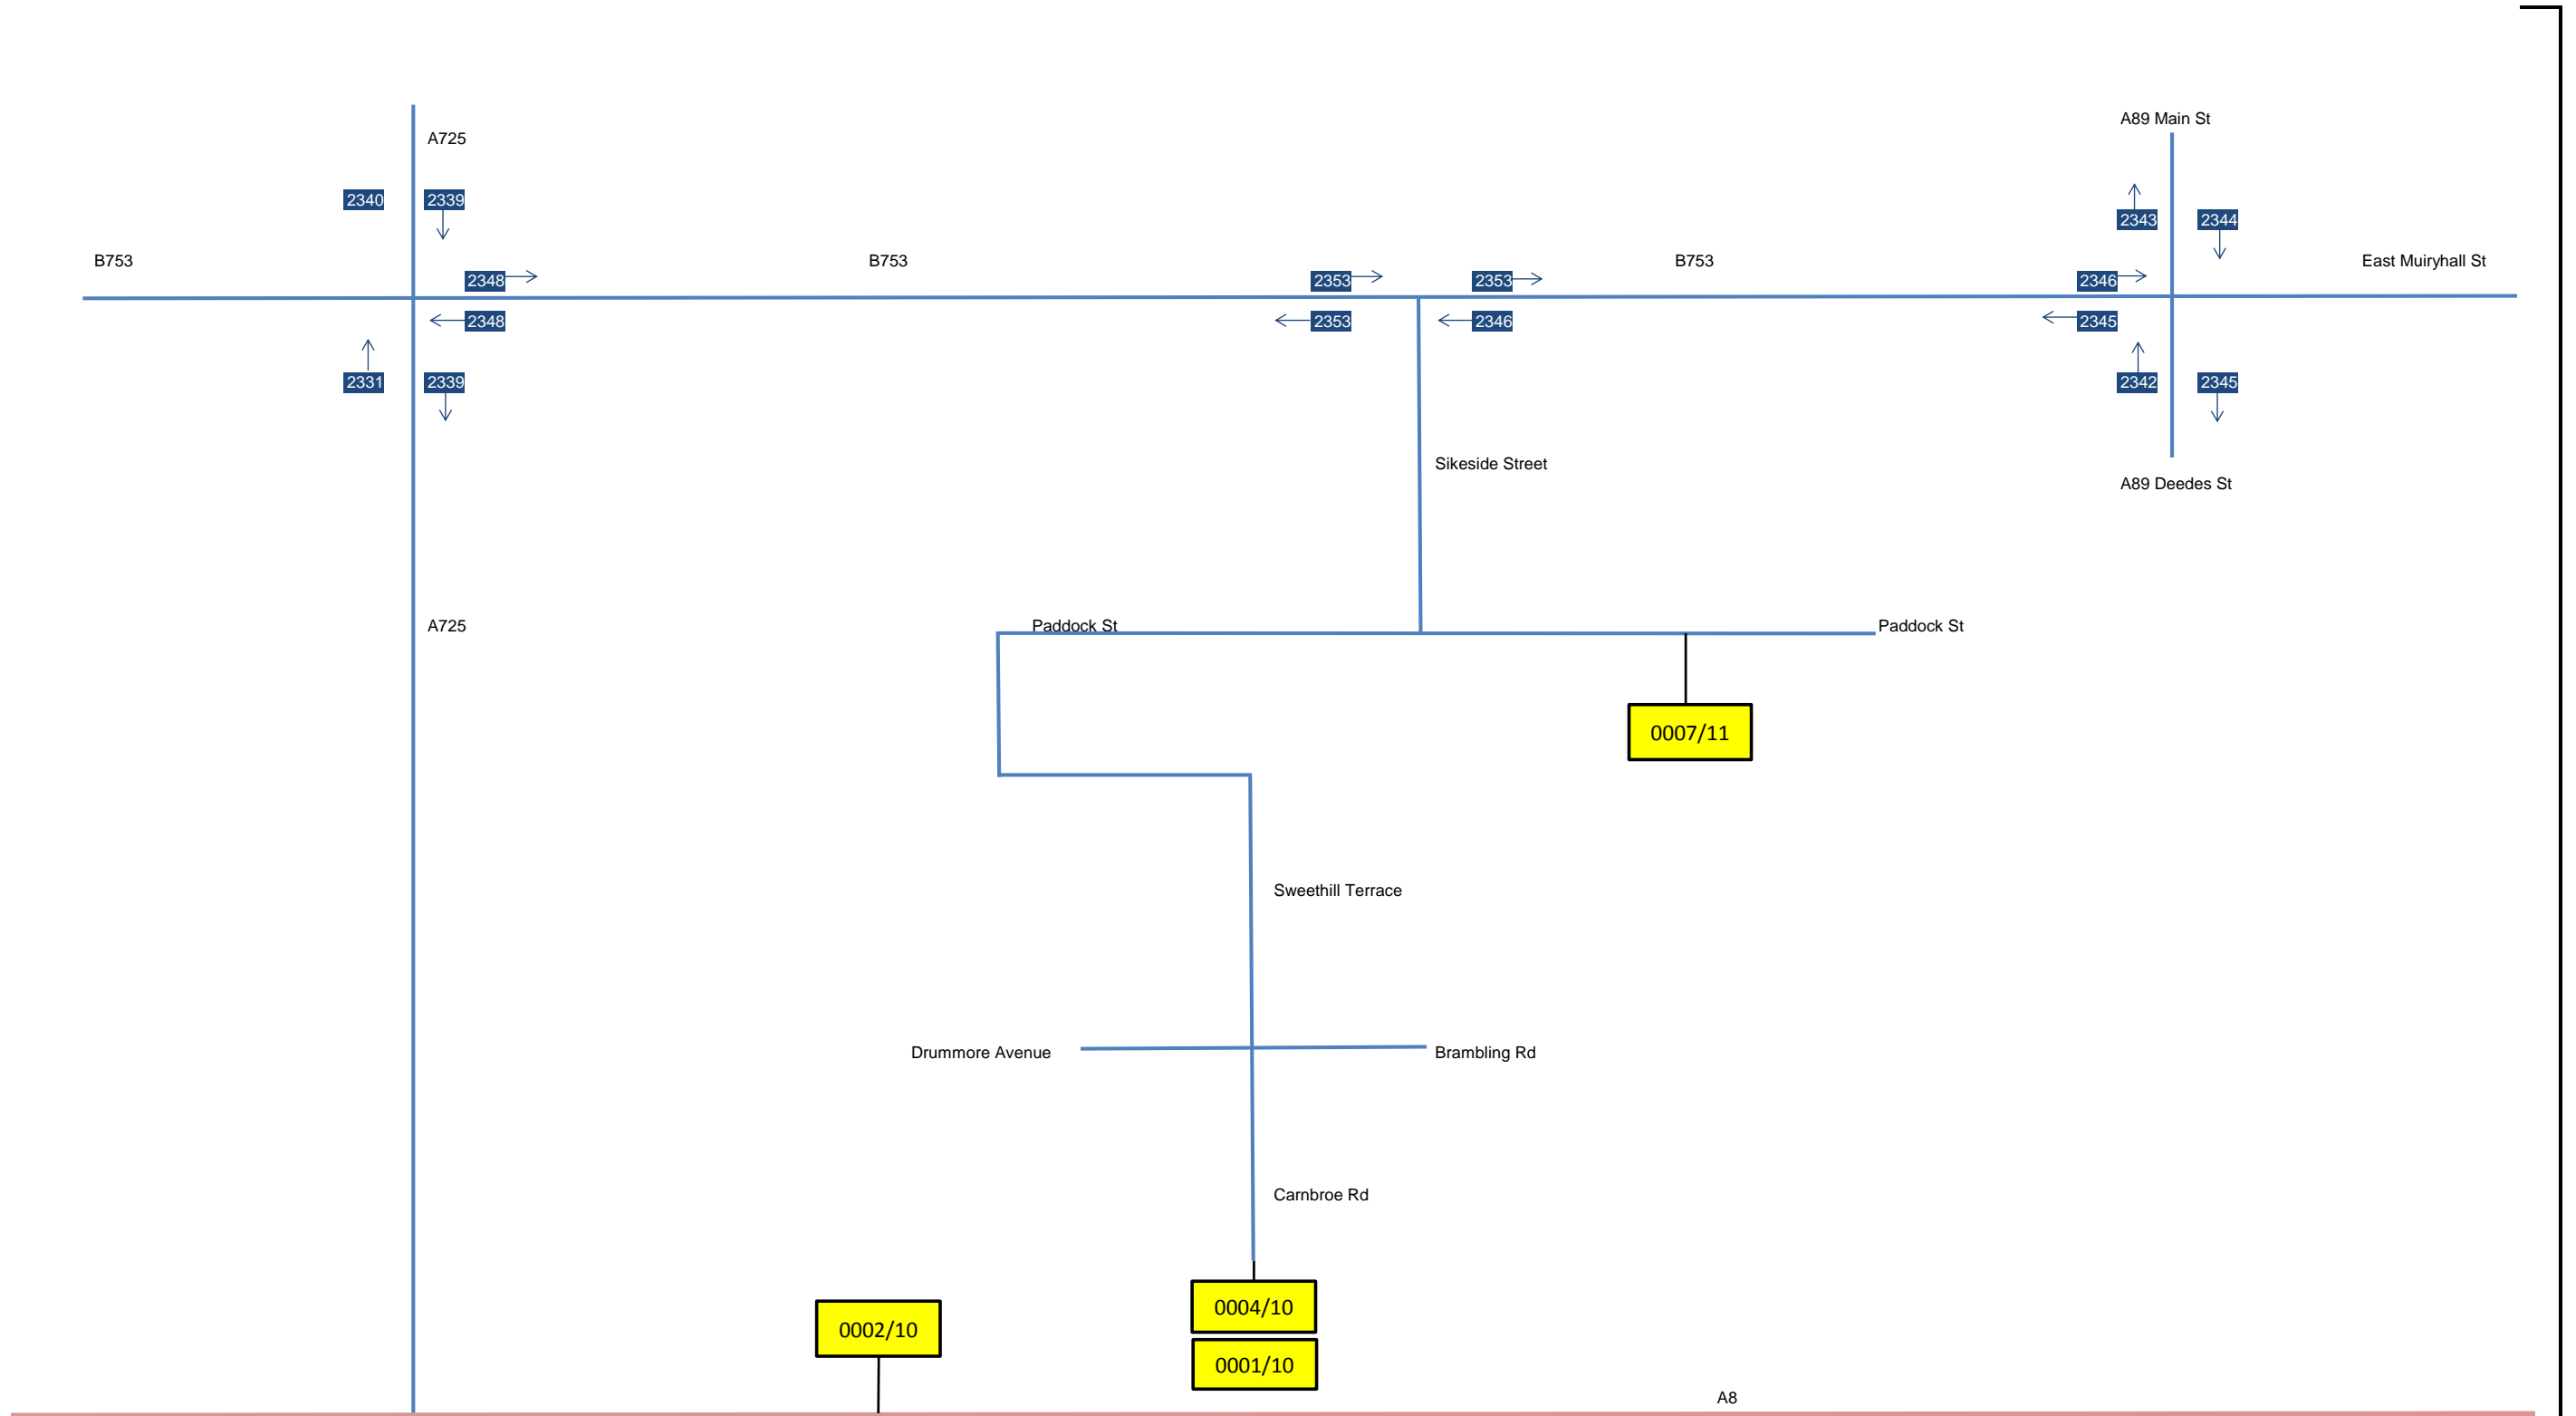 A89 Main St
A725
2340
2339
2343
2344
B753
B753
B753
East Muiryhall St
2348
2353
2353
2346
2348
2353
2346
2345
2331
2339
2342
2345
Sikeside Street
A89 Deedes St
A725
Paddock St
Paddock St
0007/11
Sweethill Terrace
Drummore Avenue
Brambling Rd
Carnbroe Rd
0004/10
0002/10
0001/10
A8